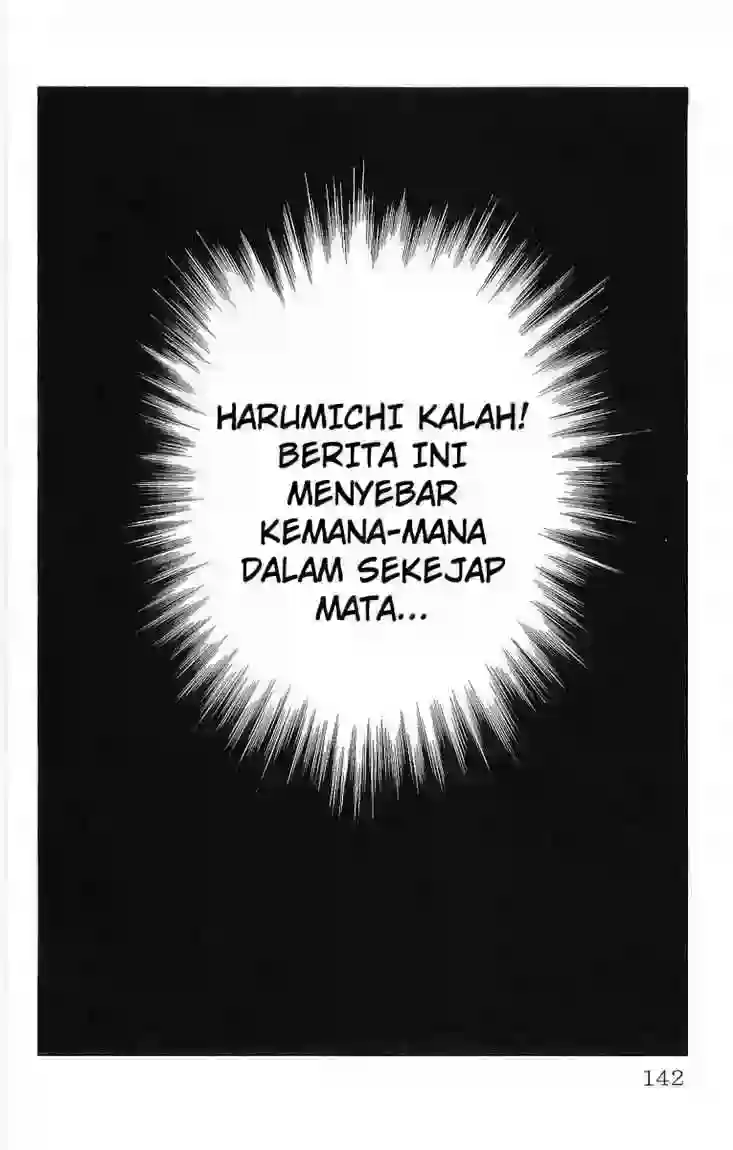 HARUMICHI KALAH!
BERITA INI
MENYEBAR
KEMANA-MANA
DALAM SEKEJAP
MATA...
142